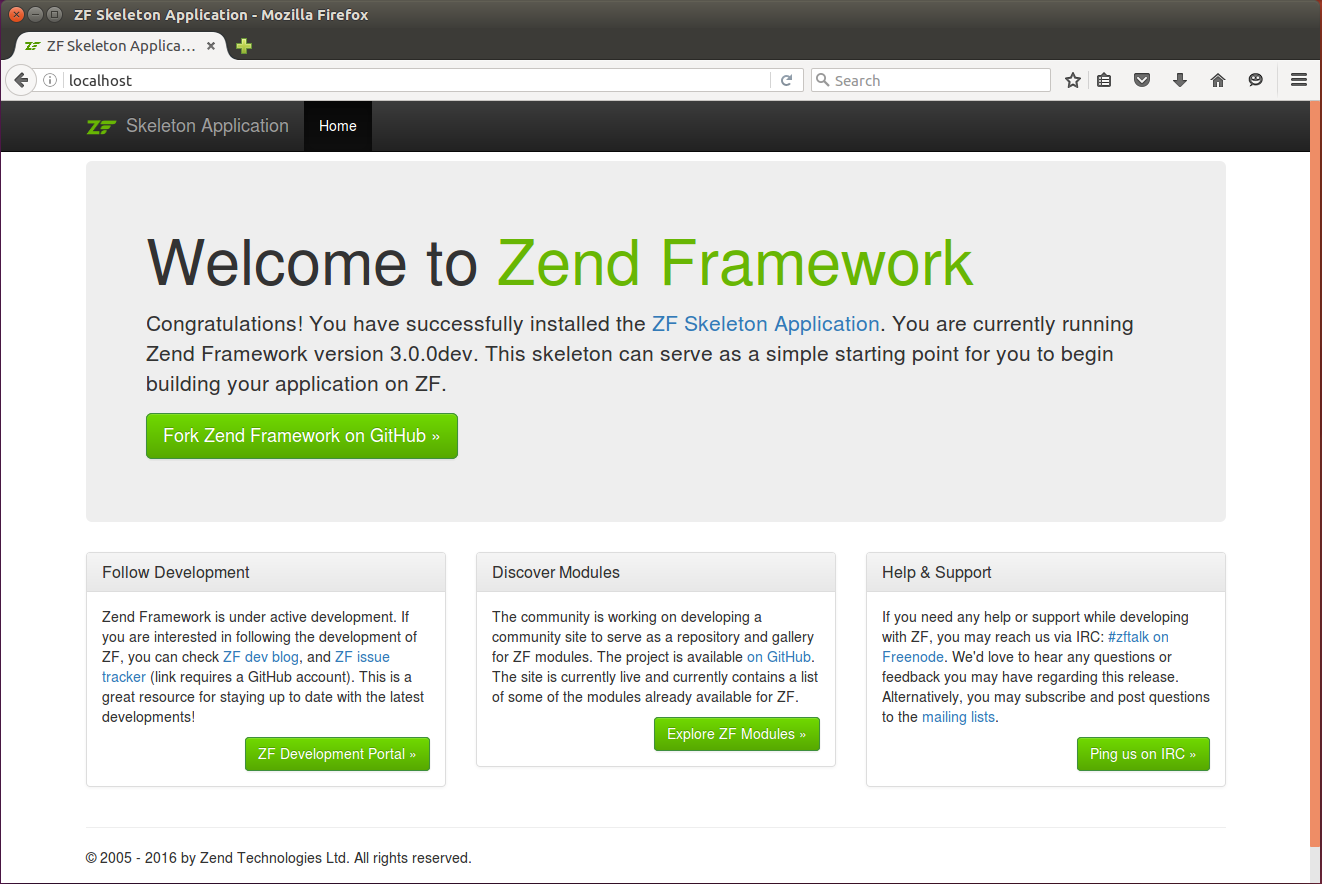 ZF Skeleton Application - Mozilla Firefox
ZF Skeleton Applica...
localhost
Search
ZF Skeleton Application
Home
Welcome to Zend Framework
Congratulations! You have successfully installed the ZF Skeleton Application. You are currently running
Zend Framework version 3.0.0dev. This skeleton can serve as a simple starting point for you to begin
building your application on ZF.
Fork Zend Framework on GitHub »
Follow Development
Zend Framework is under active development. If
you are interested in following the development of
ZF, you can check ZF dev blog, and ZF issue
tracker (link requires a GitHub account). This is a
great resource for staying up to date with the latest
developments!
ZF Development Portal »
Discover Modules
The community is working on developing a
community site to serve as a repository and gallery
for ZF modules. The project is available on GitHub.
The site is currently live and currently contains a list
of some of the modules already available for ZF.
Explore ZF Modules »
Help & Support
If you need any help or support while developing
with ZF, you may reach us via IRC: #zftalk on
Freenode. We'd love to hear any questions or
feedback you may have regarding this release.
Alternatively, you may subscribe and post questions
to the mailing lists.
Ping us on IRC »
© 2005 - 2016 by Zend Technologies Ltd. All rights reserved.